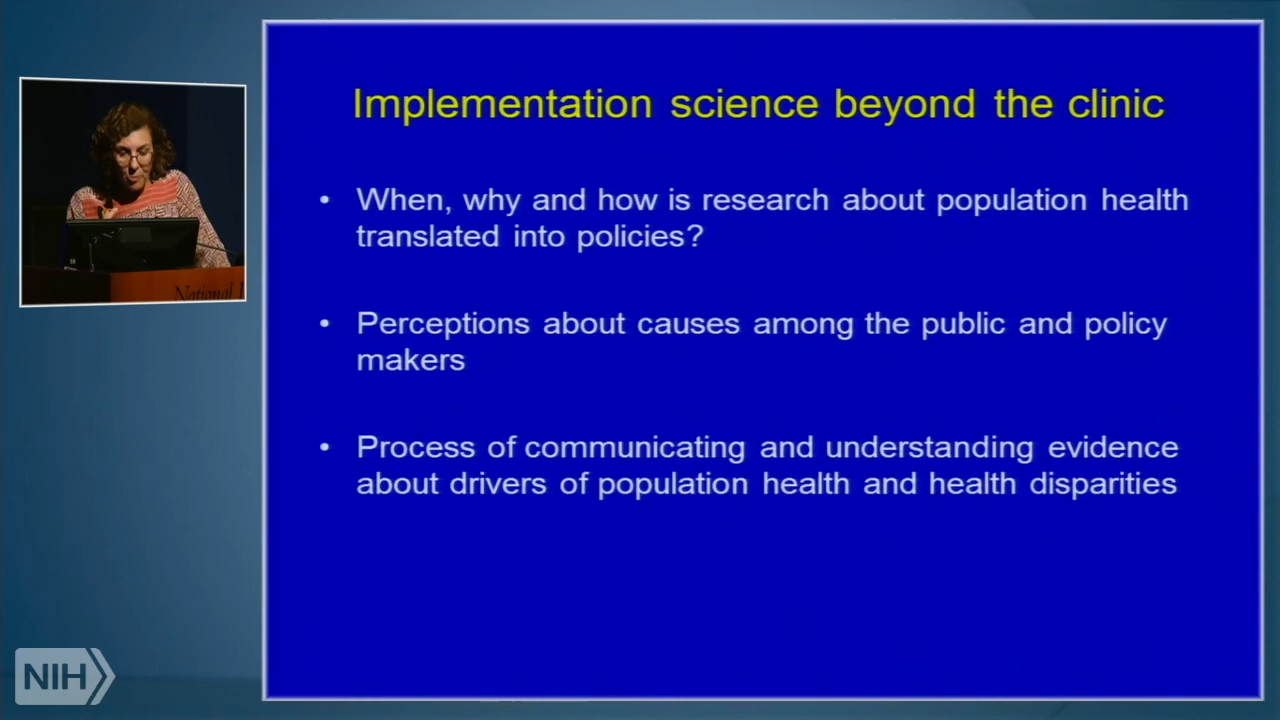 Implementation science beyond the clinic
• When, why and how is research about population health
translated into policies?
• Perceptions about causes among the public and policy
makers
• Process of communicating and understanding evidence
about drivers of population health and health disparities
National
NIH